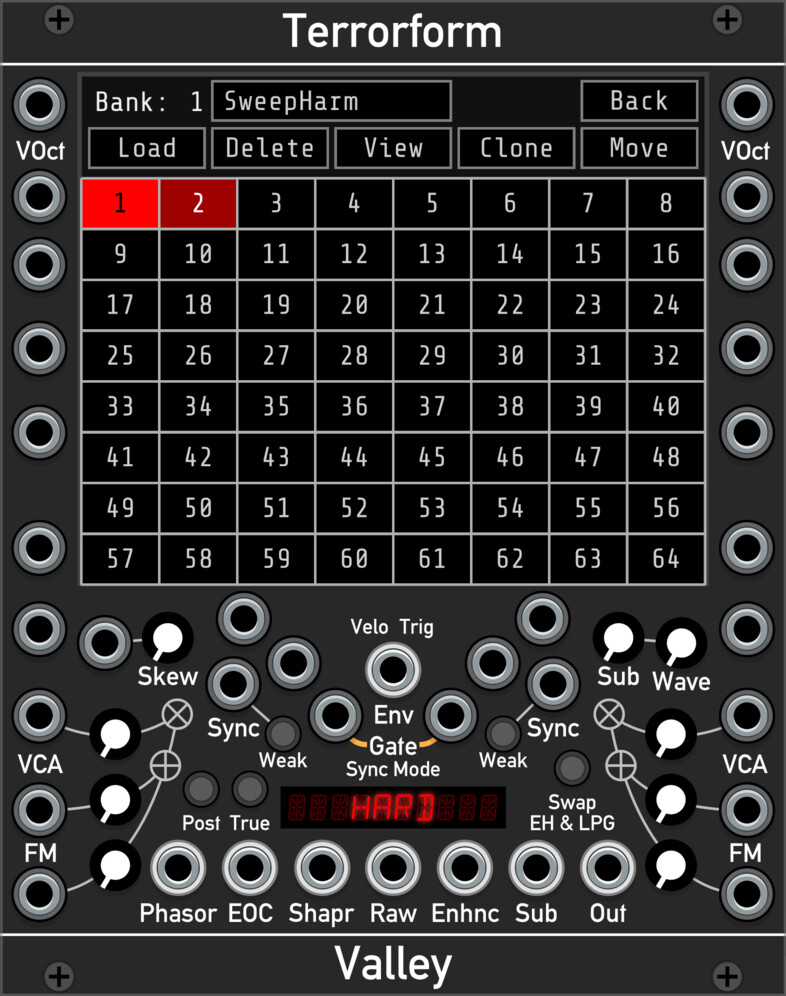 Terrorform
Bank: 1 SweepHarm Back
Load Delete View Clone Move
VOct VOct
1 2 3 4 5 6 7 8
9 10 11 12 13 14 15 16
17 18 19 20 21 22 23 24
25 26 27 28 29 30 31 32
33 34 35 36 37 38 39 40
41 42 43 44 45 46 47 48
49 50 51 52 53 54 55 56
57 58 59 60 61 62 63 64
Velo Trig
Skew Sub Wave
Sync Env Sync
Gate
Weak Weak
VCA Sync Mode VCA
HARD
Swap
Post True EH & LPG
FM FM
Phasor EOC Shapr Raw Enhnc Sub Out
Valley